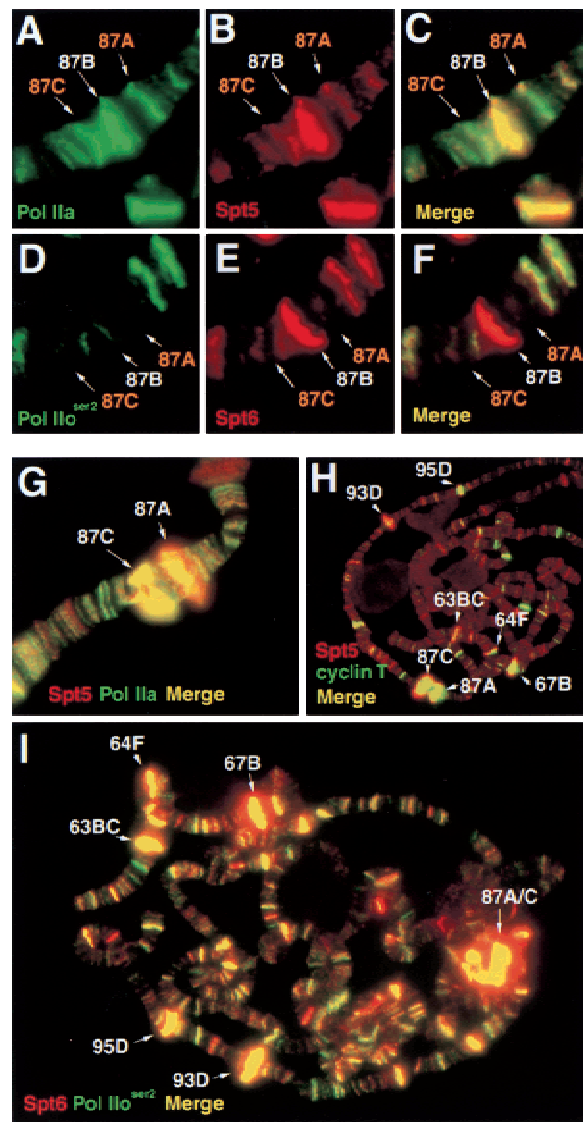 A
87A
87B
87C
Pol IIa
B
87A
87B
87C
Spt5
C
87A
87B
87C
Merge
D
87A
87B
87C
Pol IIo ser2
E
87A
87B
87C
Spt6
F
87A
87B
87C
Merge
G
87A
87C
Spt5 Pol IIa Merge
H
95D
93D
63BC
64F
Spt5
87C
cyclin T
87A
67B
Merge
I
64F
67B
63BC
87A/C
95D
93D
Spt6 Pol IIo ser2 Merge